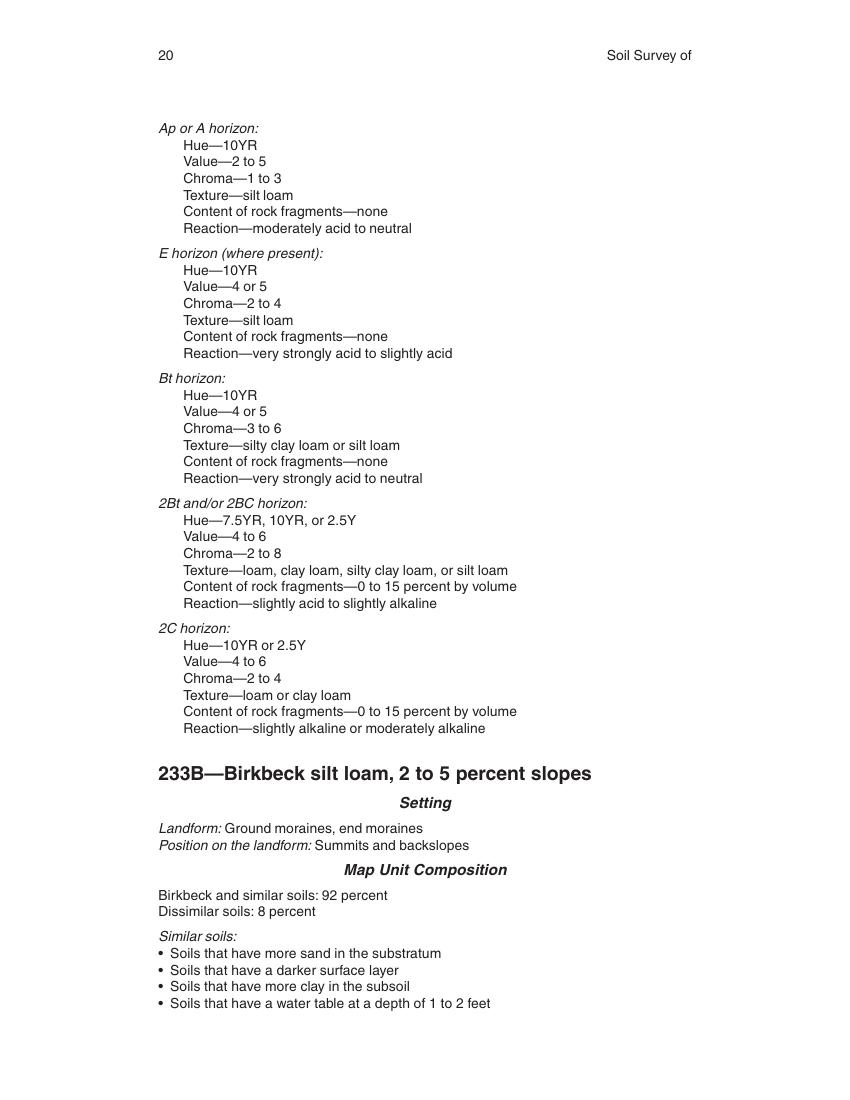 20
Soil Survey of
Ap or A horizon:
Hue—10YR
Value—2 to 5
Chroma—1 to 3
Texture—silt loam
Content of rock fragments—none
Reaction—moderately acid to neutral
E horizon (where present):
Hue—10YR
Value—4 or 5
Chroma—2 to 4
Texture—silt loam
Content of rock fragments—none
Reaction—very strongly acid to slightly acid
Bt horizon:
Hue—10YR
Value—4 or 5
Chroma—3 to 6
Texture—silty clay loam or silt loam
Content of rock fragments—none
Reaction—very strongly acid to neutral
2Bt and/or 2BC horizon:
Hue—7.5YR, 10YR, or 2.5Y
Value—4 to 6
Chroma—2 to 8
Texture—loam, clay loam, silty clay loam, or silt loam
Content of rock fragments—0 to 15 percent by volume
Reaction—slightly acid to slightly alkaline
2C horizon:
Hue—10YR or 2.5Y
Value—4 to 6
Chroma—2 to 4
Texture—loam or clay loam
Content of rock fragments—0 to 15 percent by volume
Reaction—slightly alkaline or moderately alkaline
233B—Birkbeck silt loam, 2 to 5 percent slopes
Setting
Landform: Ground moraines, end moraines
Position on the landform: Summits and backslopes
Map Unit Composition
Birkbeck and similar soils: 92 percent
Dissimilar soils: 8 percent
Similar soils:
• Soils that have more sand in the substratum
• Soils that have a darker surface layer
• Soils that have more clay in the subsoil
• Soils that have a water table at a depth of 1 to 2 feet